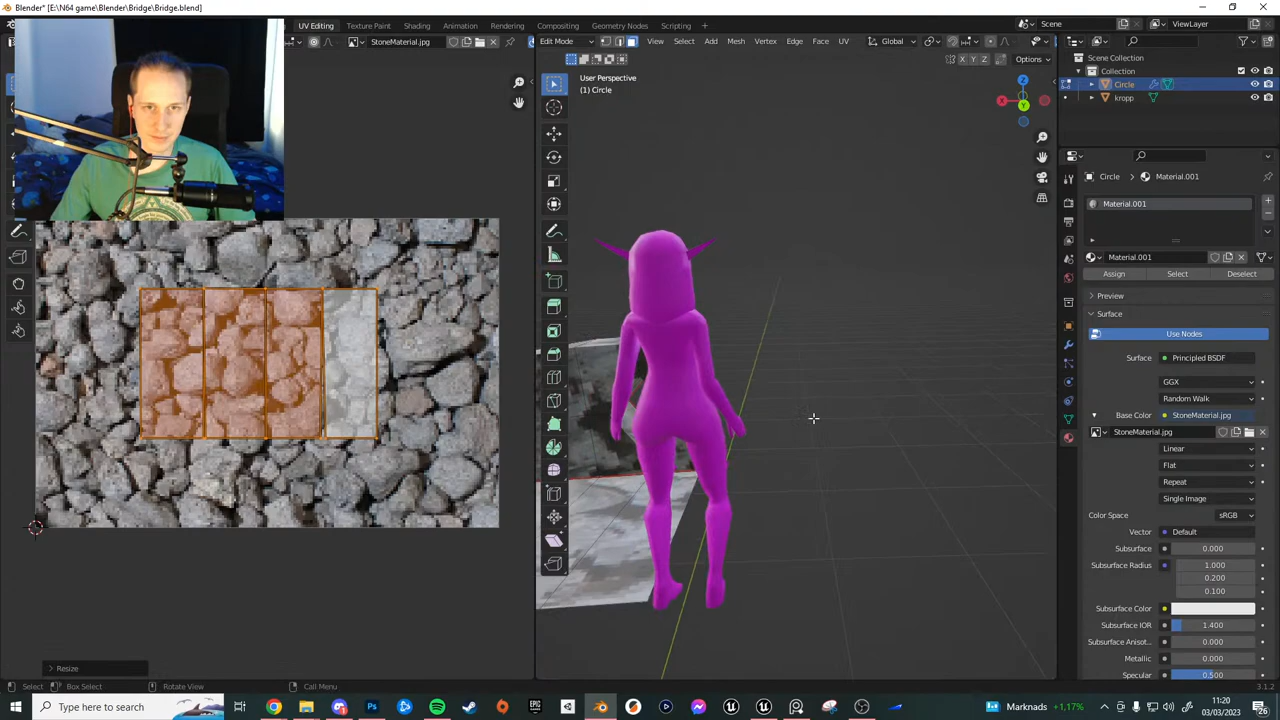 Blender* [E:\N64 game\Blender\Bridge\Bridge.blend]
UV Editing
Texture Paint
Shading
Animation
Rendering
Compositing
Geometry Nodes
Scripting
+
Scene
ViewLayer
StoneMaterial.jpg
Edit Mode
View
Select
Add
Mesh
Vertex
Edge
Face
UV
Global
X Y Z
Options
User Perspective
(1) Circle
Scene Collection
Collection
Circle
kropp
Circle
Material.001
Material.001
Material.001
Assign
Select
Deselect
Preview
Surface
Use Nodes
Surface
Principled BSDF
GGX
Random Walk
Base Color
StoneMaterial.jpg
StoneMaterial.jpg
Linear
Flat
Repeat
Single Image
Color Space
sRGB
Vector
Default
Subsurface
0.000
Subsurface Radius
1.000
0.200
0.100
Subsurface Color
Subsurface IOR
1.400
Subsurface Anisot..
0.000
Metallic
0.000
Specular
0.500
Resize
Select
Box Select
Rotate View
Call Menu
3.1.2
Type here to search
Marknads
+1,17%
11:20
03/03/2023